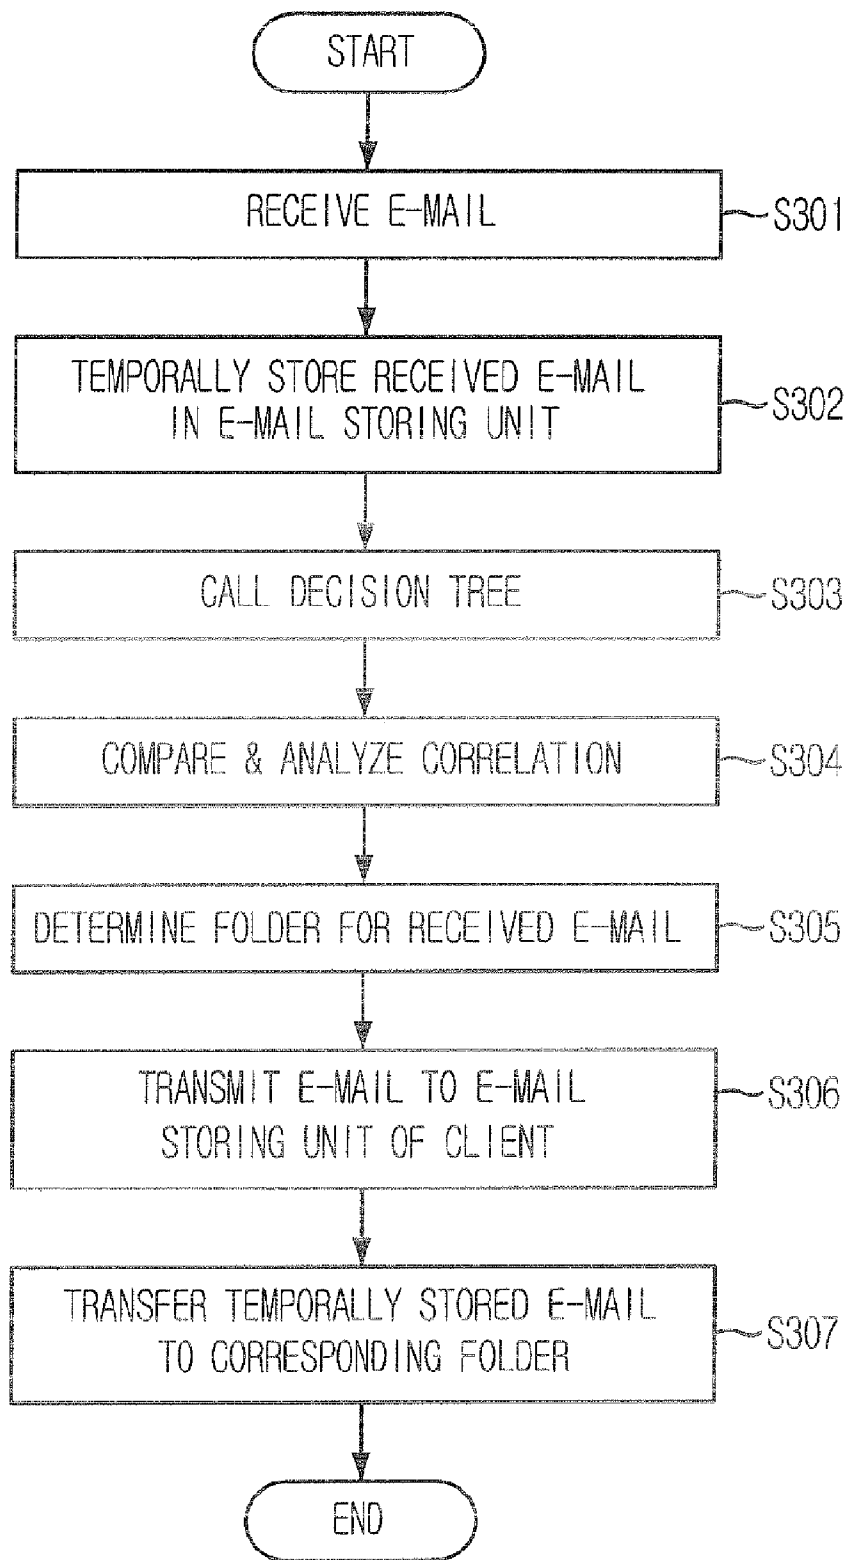 START
RECEIVE E-MAIL
S301
TEMPORALLY STORE RECEIVED E-MAIL
IN E-MAIL STORING UNIT
S302
CALL DECISION TREE
S303
COMPARE & ANALYZE CORRELATION
S304
DETERMINE FOLDER FOR RECEIVED E-MAIL
S305
TRANSMIT E-MAIL TO E-MAIL
STORING UNIT OF CLIENT
S306
TRANSFER TEMPORALLY STORED E-MAIL
TO CORRESPONDING FOLDER
S307
END